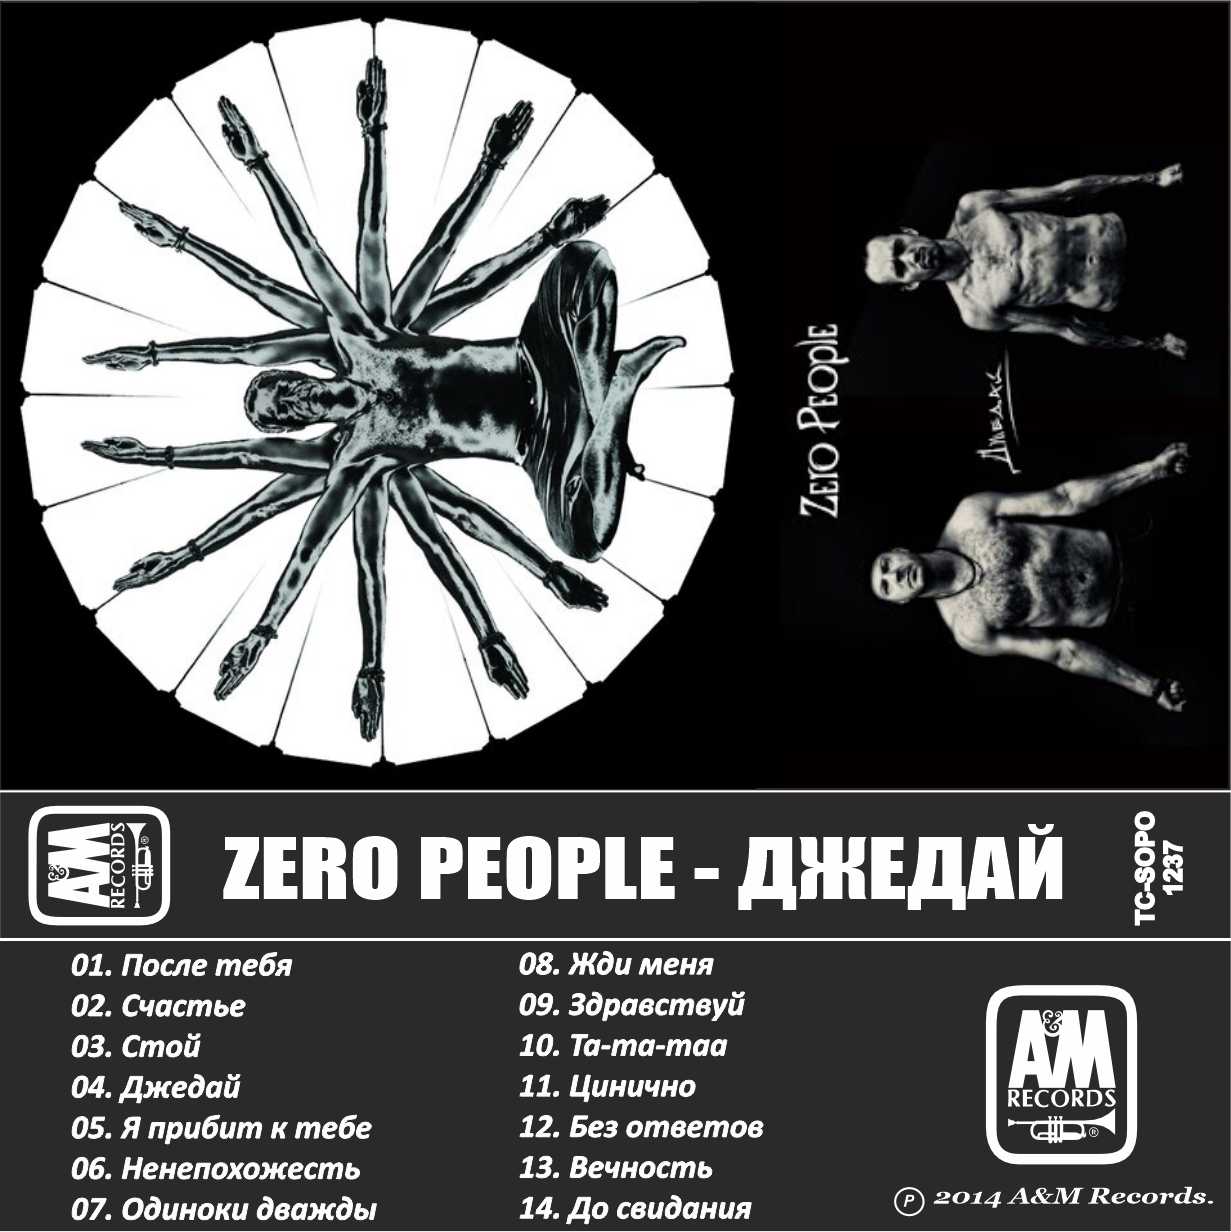 ZERO PEOPLE
Джедай
A&M
RECORDS
®
ZERO PEOPLE - ДЖЕДАЙ
TC-SOPO
1237
01. После тебя
02. Счастье
03. Стой
04. Джедай
05. Я прибит к тебе
06. Ненепохожесть
07. Одиноки дважды
08. Жди меня
09. Здравствуй
10. Та-та-таа
11. Цинично
12. Без ответов
13. Вечность
14. До свидания
A&M
RECORDS
®
Ⓟ 2014 A&M Records.